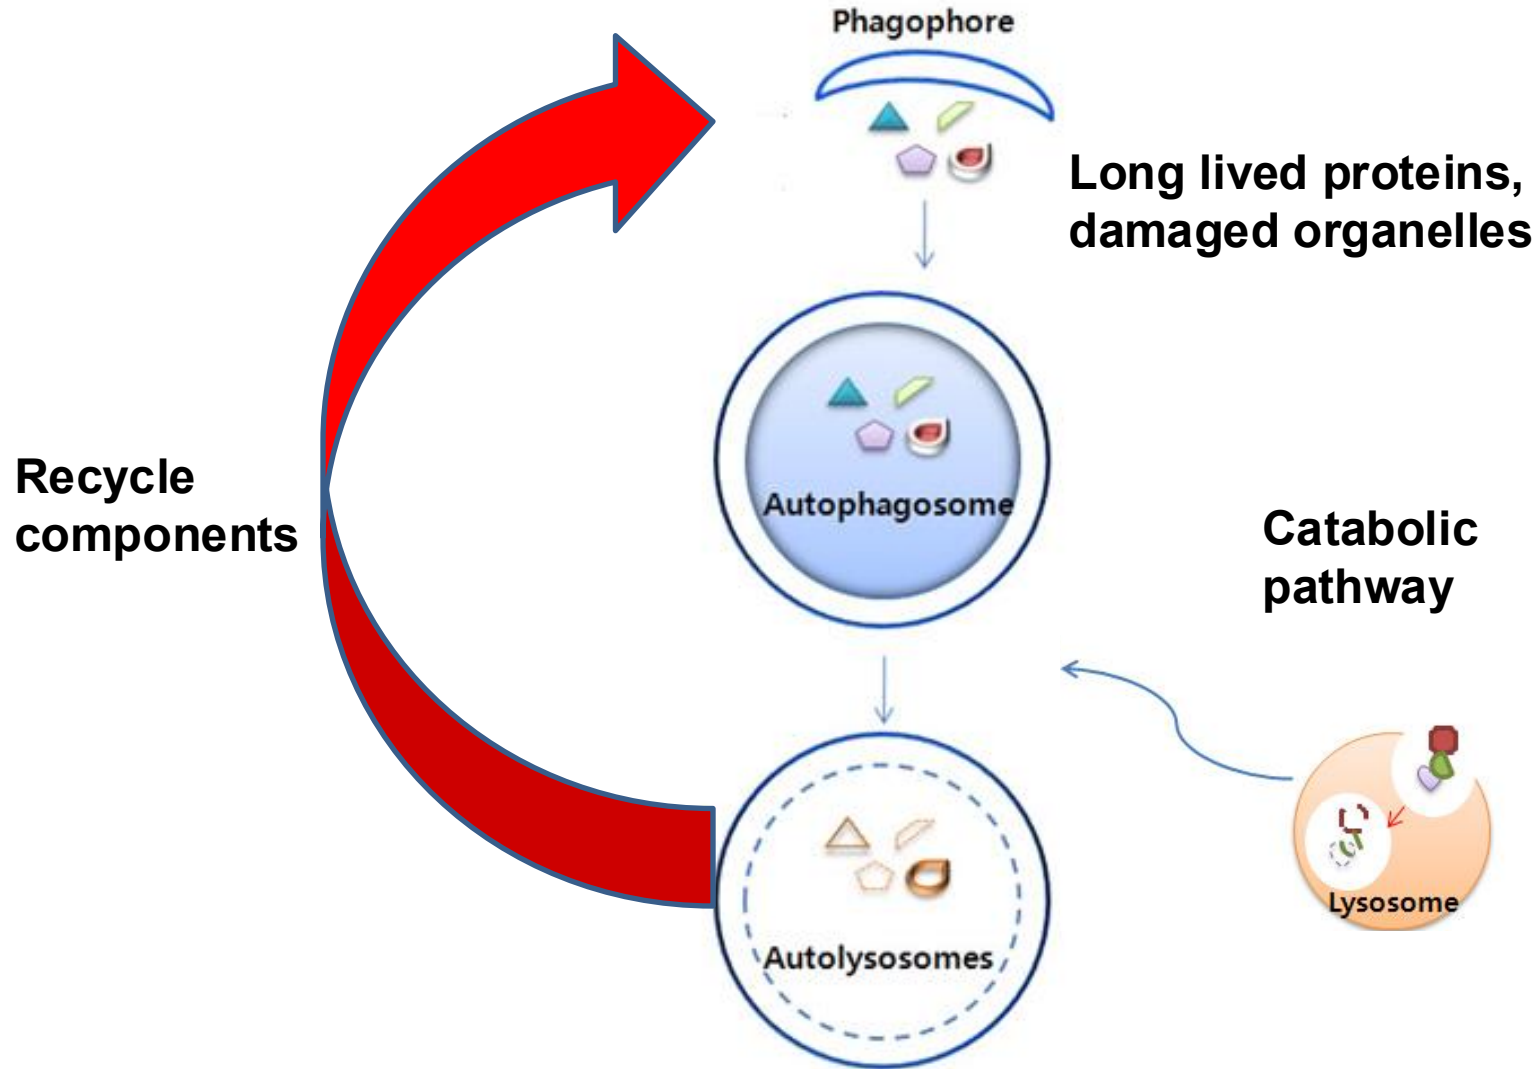 Phagophore
Long lived proteins,
damaged organelles
Autophagosome
Recycle
components
Catabolic
pathway
Lysosome
Autolysosomes